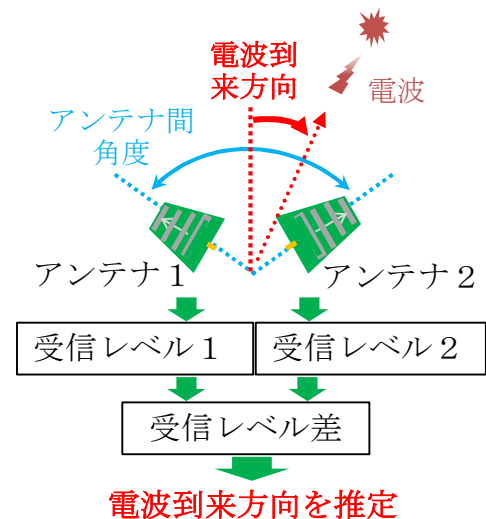 電波到
来方向
電波
アンテナ間
角度
アンテナ１
アンテナ２
受信レベル１
受信レベル２
受信レベル差
電波到来方向を推定